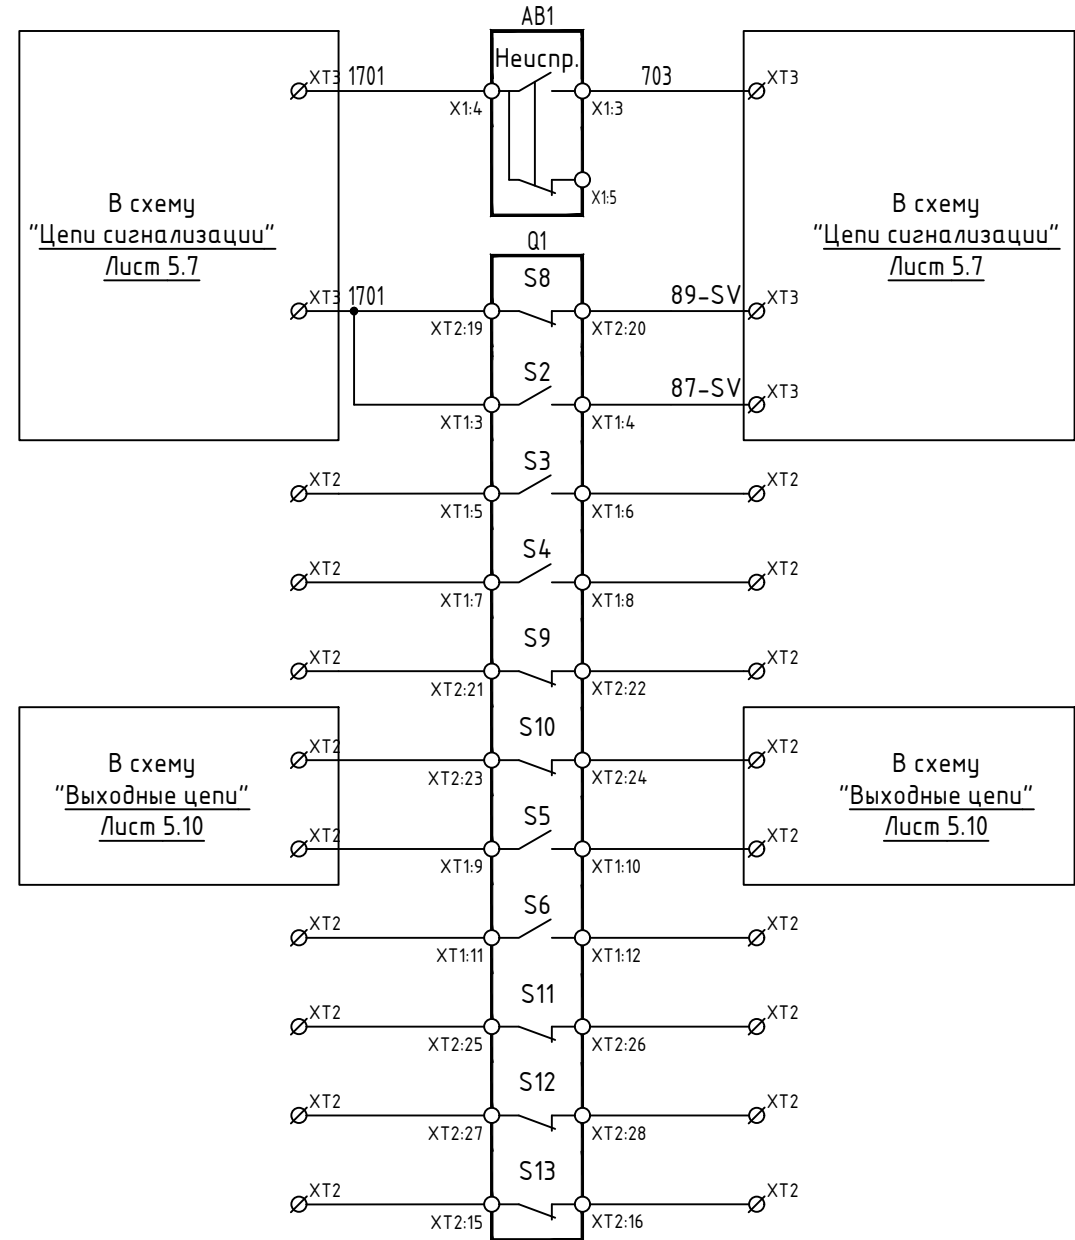 АВ1
Неиспр.
XT3 1701 703 XT3
X1:4 X1:3
X1:5
В схему
"Цепи сигнализации"
Лист 5.7
В схему
"Цепи сигнализации"
Лист 5.7
Q1
S8
XT3 1701 89-SV XT3
XT2:19 XT2:20
S2
87-SV XT3
XT1:3 XT1:4
S3
XT2 XT2
XT1:5 XT1:6
S4
XT2 XT2
XT1:7 XT1:8
S9
XT2 XT2
XT2:21 XT2:22
S10
XT2 XT2
XT2:23 XT2:24
В схему
"Выходные цепи"
Лист 5.10
В схему
"Выходные цепи"
Лист 5.10
S5
XT2 XT2
XT1:9 XT1:10
S6
XT2 XT2
XT1:11 XT1:12
S11
XT2 XT2
XT2:25 XT2:26
S12
XT2 XT2
XT2:27 XT2:28
S13
XT2 XT2
XT2:15 XT2:16